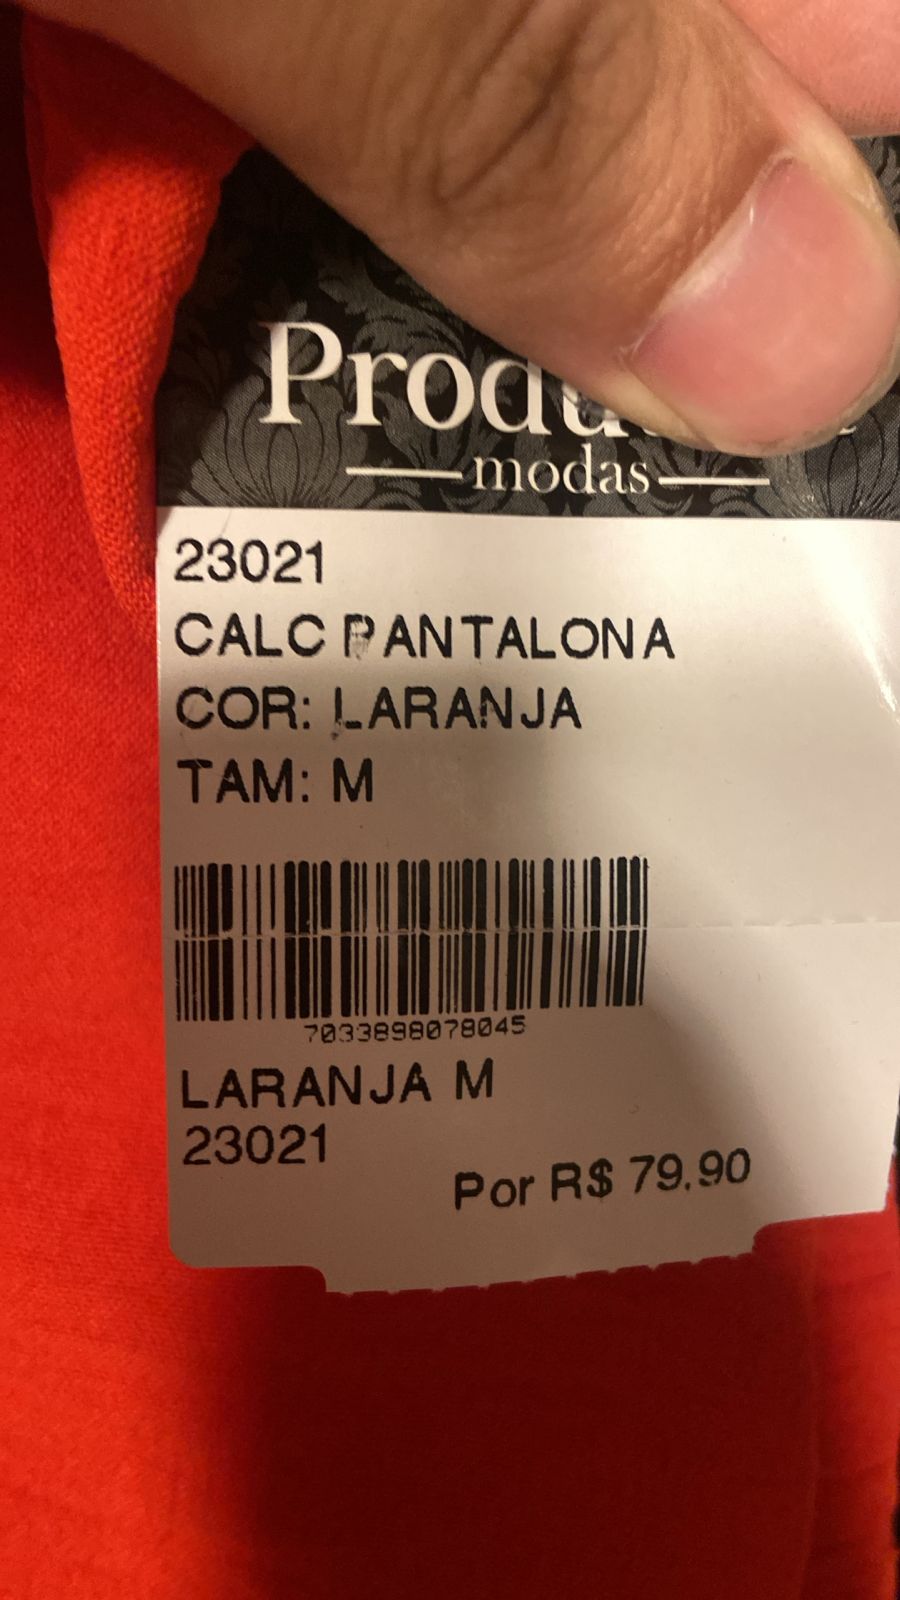 modas
23021
CALC PANTALONA
COR: LARANJA
TAM: M
7033898078045
LARANJA M
23021
Por R$ 79.90